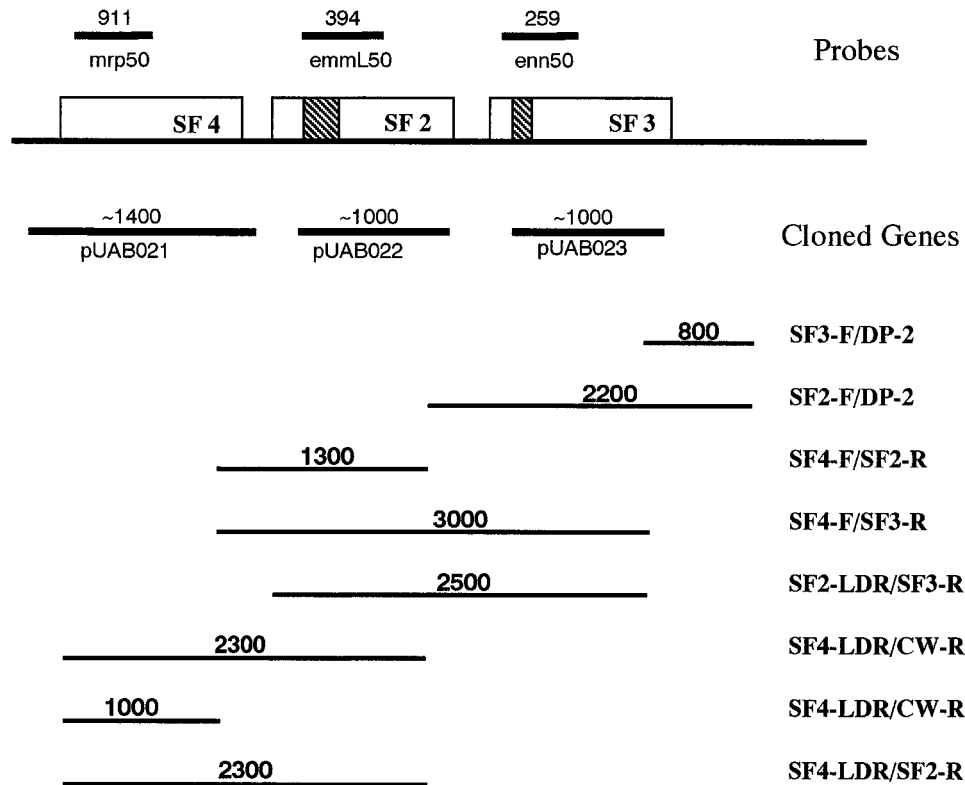 911 394 259
mrp50 emmL50 enn50 Probes
SF 4 SF 2 SF 3
~1400 ~1000 ~1000
pUAB021 pUAB022 pUAB023 Cloned Genes
800 SF3-F/DP-2
2200 SF2-F/DP-2
1300 SF4-F/SF2-R
3000 SF4-F/SF3-R
2500 SF2-LDR/SF3-R
2300 SF4-LDR/CW-R
1000 SF4-LDR/CW-R
2300 SF4-LDR/SF2-R